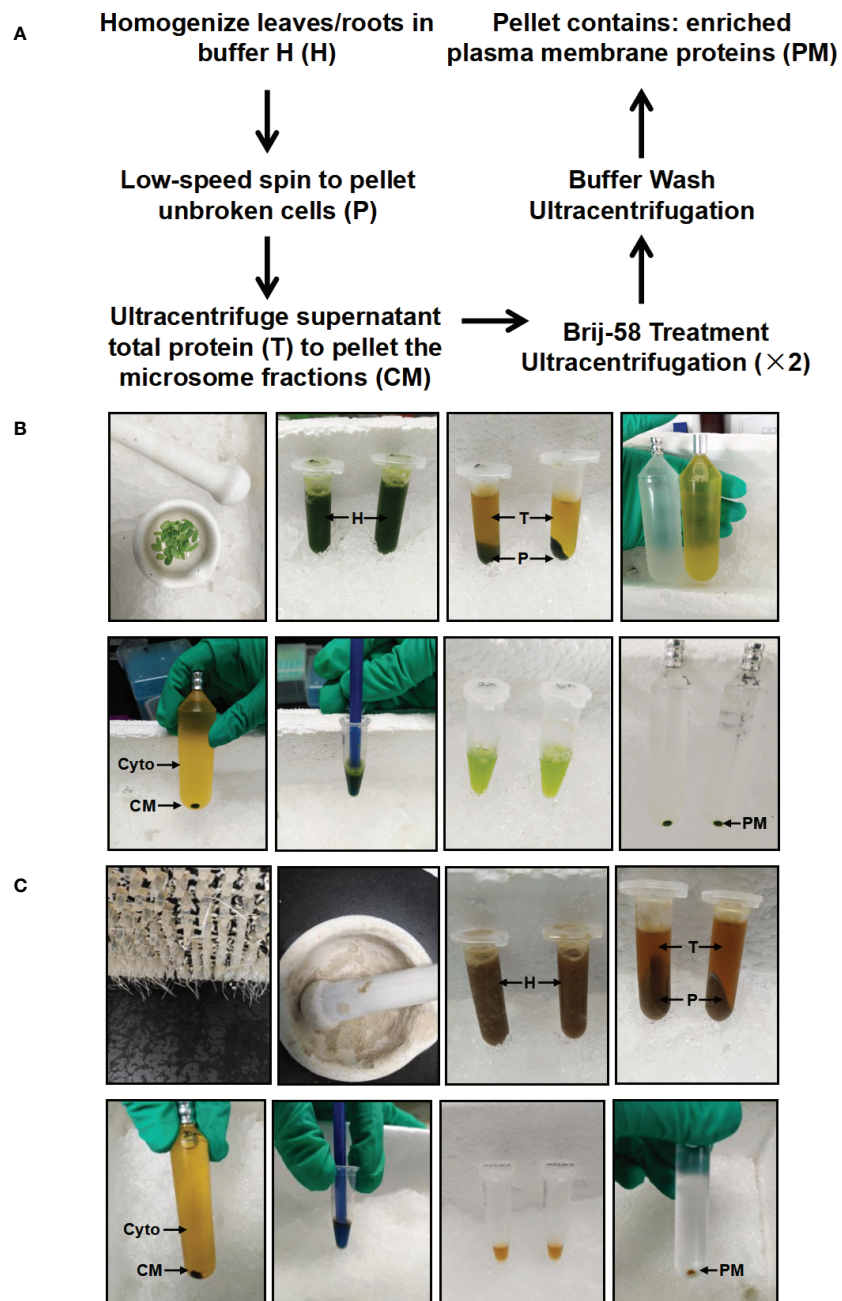 A
Homogenize leaves/roots in
buffer H (H)
Low-speed spin to pellet
unbroken cells (P)
Ultracentrifuge supernatant
total protein (T) to pellet the
microsome fractions (CM)
Brij-58 Treatment
Ultracentrifugation (×2)
Buffer Wash
Ultracentrifugation
Pellet contains: enriched
plasma membrane proteins (PM)
B
H
T
P
Cyto
CM
PM
C
H
T
P
Cyto
CM
PM